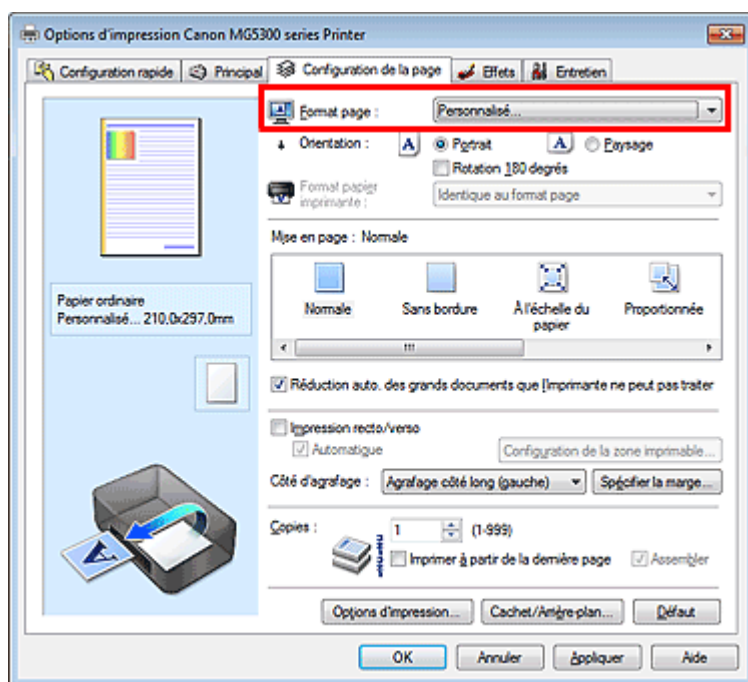 Options d'impression Canon MG5300 series Printer
Configuration rapide Principal Configuration de la page Effets Entretien
Format page : Personnalisé...
Orientation : A Portrait A Paysage
Rotation 180 degrés
Format papier
imprimante : Identique au format page
Mise en page : Normale
Normale Sans bordure À l'échelle du Proportionnée
papier
Papier ordinaire
Personnalisé... 210,0x297,0mm
Réduction auto. des grands documents que l'imprimante ne peut pas traiter
Impression recto/verso
Automatique Configuration de la zone imprimable...
Côté d'agrafage : Agrafage côté long (gauche) Spécifier la marge...
Copies : 1 (1-999)
Imprimer à partir de la dernière page Assembler
A
Options d'impression... Cachet/Arrière-plan... Défaut
OK Annuler Appliquer Aide